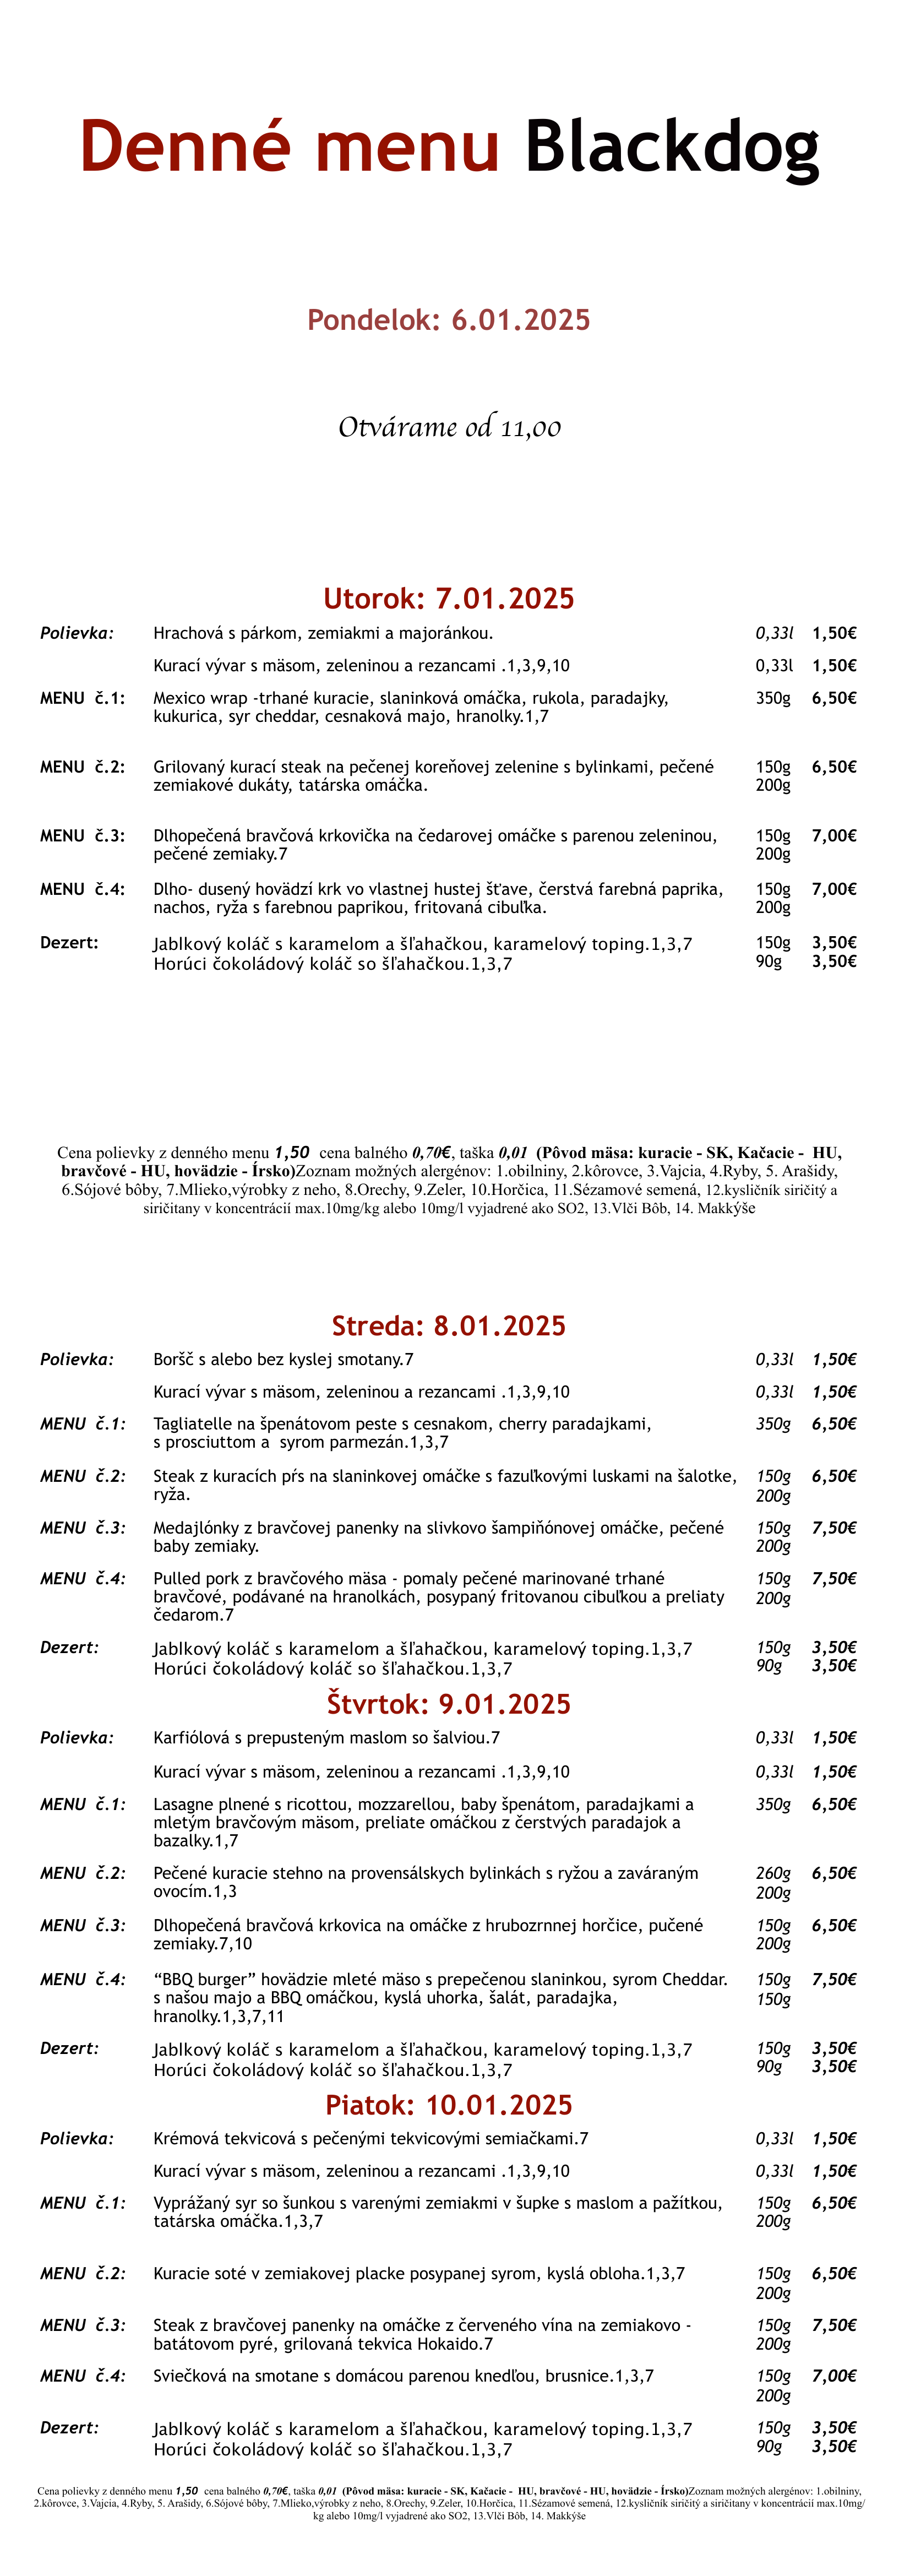 Denné menu Blackdog
Pondelok: 6.01.2025
Otvárame od 11,00
Utorok: 7.01.2025
Polievka: Hrachová s párkom, zemiakmi a majoránkou. 0,33l 1,50€
Kurací vývar s mäsom, zeleninou a rezancami .1,3,9,10 0,33l 1,50€
MENU č.1: Mexico wrap -trhané kuracie, slaninková omáčka, rukola, paradajky, 350g 6,50€
kukurica, syr cheddar, cesnaková majo, hranolky.1,7
MENU č.2: Grilovaný kurací steak na pečenej koreňovej zelenine s bylinkami, pečené 150g 6,50€
zemiakové dukáty, tatárska omáčka. 200g
MENU č.3: Dlhopečená bravčová krkovička na čedarovej omáčke s parenou zeleninou, 150g 7,00€
pečené zemiaky.7 200g
MENU č.4: Dlho- dusený hovädzí krk vo vlastnej hustej šťave, čerstvá farebná paprika, 150g 7,00€
nachos, ryža s farebnou paprikou, fritovaná cibuľka. 200g
Dezert: Jablkový koláč s karamelom a šľahačkou, karamelový toping.1,3,7 150g 3,50€
Horúci čokoládový koláč so šľahačkou.1,3,7 90g 3,50€
Cena polievky z denného menu 1,50 cena balného 0,70€, taška 0,01 (Pôvod mäsa: kuracie - SK, Kačacie - HU,
bravčové - HU, hovädzie - Írsko)Zoznam možných alergénov: 1.obilniny, 2.kôrovce, 3.Vajcia, 4.Ryby, 5. Arašidy,
6.Sójové bôby, 7.Mlieko,výrobky z neho, 8.Orechy, 9.Zeler, 10.Horčica, 11.Sézamové semená, 12.kysličník siričitý a
siričitany v koncentrácií max.10mg/kg alebo 10mg/l vyjadrené ako SO2, 13.Vlči Bôb, 14. Makkýše
Streda: 8.01.2025
Polievka: Boršč s alebo bez kyslej smotany.7 0,33l 1,50€
Kurací vývar s mäsom, zeleninou a rezancami .1,3,9,10 0,33l 1,50€
MENU č.1: Tagliatelle na špenátovom peste s cesnakom, cherry paradajkami, 350g 6,50€
s prosciuttom a syrom parmezán.1,3,7
MENU č.2: Steak z kuracích pŕs na slaninkovej omáčke s fazuľkovými luskami na šalotke, 150g 6,50€
ryža. 200g
MENU č.3: Medajlónky z bravčovej panenky na slivkovo šampiňónovej omáčke, pečené 150g 7,50€
baby zemiaky. 200g
MENU č.4: Pulled pork z bravčového mäsa - pomaly pečené marinované trhané 150g 7,50€
bravčové, podávané na hranolkách, posypaný fritovanou cibuľkou a preliaty 200g
čedarom.7
Dezert: Jablkový koláč s karamelom a šľahačkou, karamelový toping.1,3,7 150g 3,50€
Horúci čokoládový koláč so šľahačkou.1,3,7 90g 3,50€
Štvrtok: 9.01.2025
Polievka: Karfiólová s prepusteným maslom so šalviou.7 0,33l 1,50€
Kurací vývar s mäsom, zeleninou a rezancami .1,3,9,10 0,33l 1,50€
MENU č.1: Lasagne plnené s ricottou, mozzarellou, baby špenátom, paradajkami a 350g 6,50€
mletým bravčovým mäsom, preliate omáčkou z čerstvých paradajok a
bazalky.1,7
MENU č.2: Pečené kuracie stehno na provensálskych bylinkách s ryžou a zaváraným 260g 6,50€
ovocím.1,3 200g
MENU č.3: Dlhopečená bravčová krkovica na omáčke z hrubozrnnej horčice, pučené 150g 6,50€
zemiaky.7,10 200g
MENU č.4: “BBQ burger” hovädzie mleté mäso s prepečenou slaninkou, syrom Cheddar. 150g 7,50€
s našou majo a BBQ omáčkou, kyslá uhorka, šalát, paradajka, 150g
hranolky.1,3,7,11
Dezert: Jablkový koláč s karamelom a šľahačkou, karamelový toping.1,3,7 150g 3,50€
Horúci čokoládový koláč so šľahačkou.1,3,7 90g 3,50€
Piatok: 10.01.2025
Polievka: Krémová tekvicová s pečenými tekvicovými semiačkami.7 0,33l 1,50€
Kurací vývar s mäsom, zeleninou a rezancami .1,3,9,10 0,33l 1,50€
MENU č.1: Vyprážaný syr so šunkou s varenými zemiakmi v šupke s maslom a pažítkou, 150g 6,50€
tatárska omáčka.1,3,7 200g
MENU č.2: Kuracie soté v zemiakovej placke posypanej syrom, kyslá obloha.1,3,7 150g 6,50€
200g
MENU č.3: Steak z bravčovej panenky na omáčke z červeného vína na zemiakovo - 150g 7,50€
batátovom pyré, grilovaná tekvica Hokaido.7 200g
MENU č.4: Sviečková na smotane s domácou parenou knedľou, brusnice.1,3,7 150g 7,00€
200g
Dezert: Jablkový koláč s karamelom a šľahačkou, karamelový toping.1,3,7 150g 3,50€
Horúci čokoládový koláč so šľahačkou.1,3,7 90g 3,50€
Cena polievky z denného menu 1,50 cena balného 0,70€, taška 0,01 (Pôvod mäsa: kuracie - SK, Kačacie - HU, bravčové - HU, hovädzie - Írsko)Zoznam možných alergénov: 1.obilniny,
2.kôrovce, 3.Vajcia, 4.Ryby, 5. Arašidy, 6.Sójové bôby, 7.Mlieko,výrobky z neho, 8.Orechy, 9.Zeler, 10.Horčica, 11.Sézamové semená, 12.kysličník siričitý a siričitany v koncentrácií max.10mg/
kg alebo 10mg/l vyjadrené ako SO2, 13.Vlči Bôb, 14. Makkýše